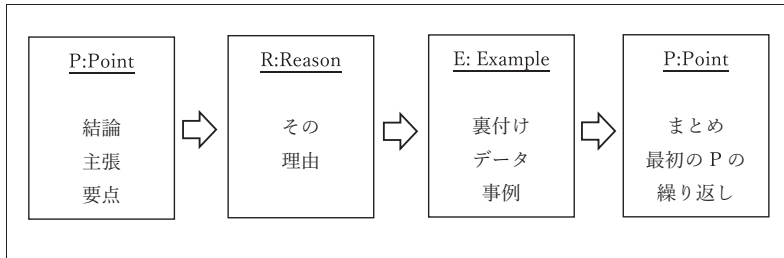 P:Point
結論
主張
要点
R:Reason
その
理由
E: Example
裏付け
データ
事例
P:Point
まとめ
最初の P の
繰り返し